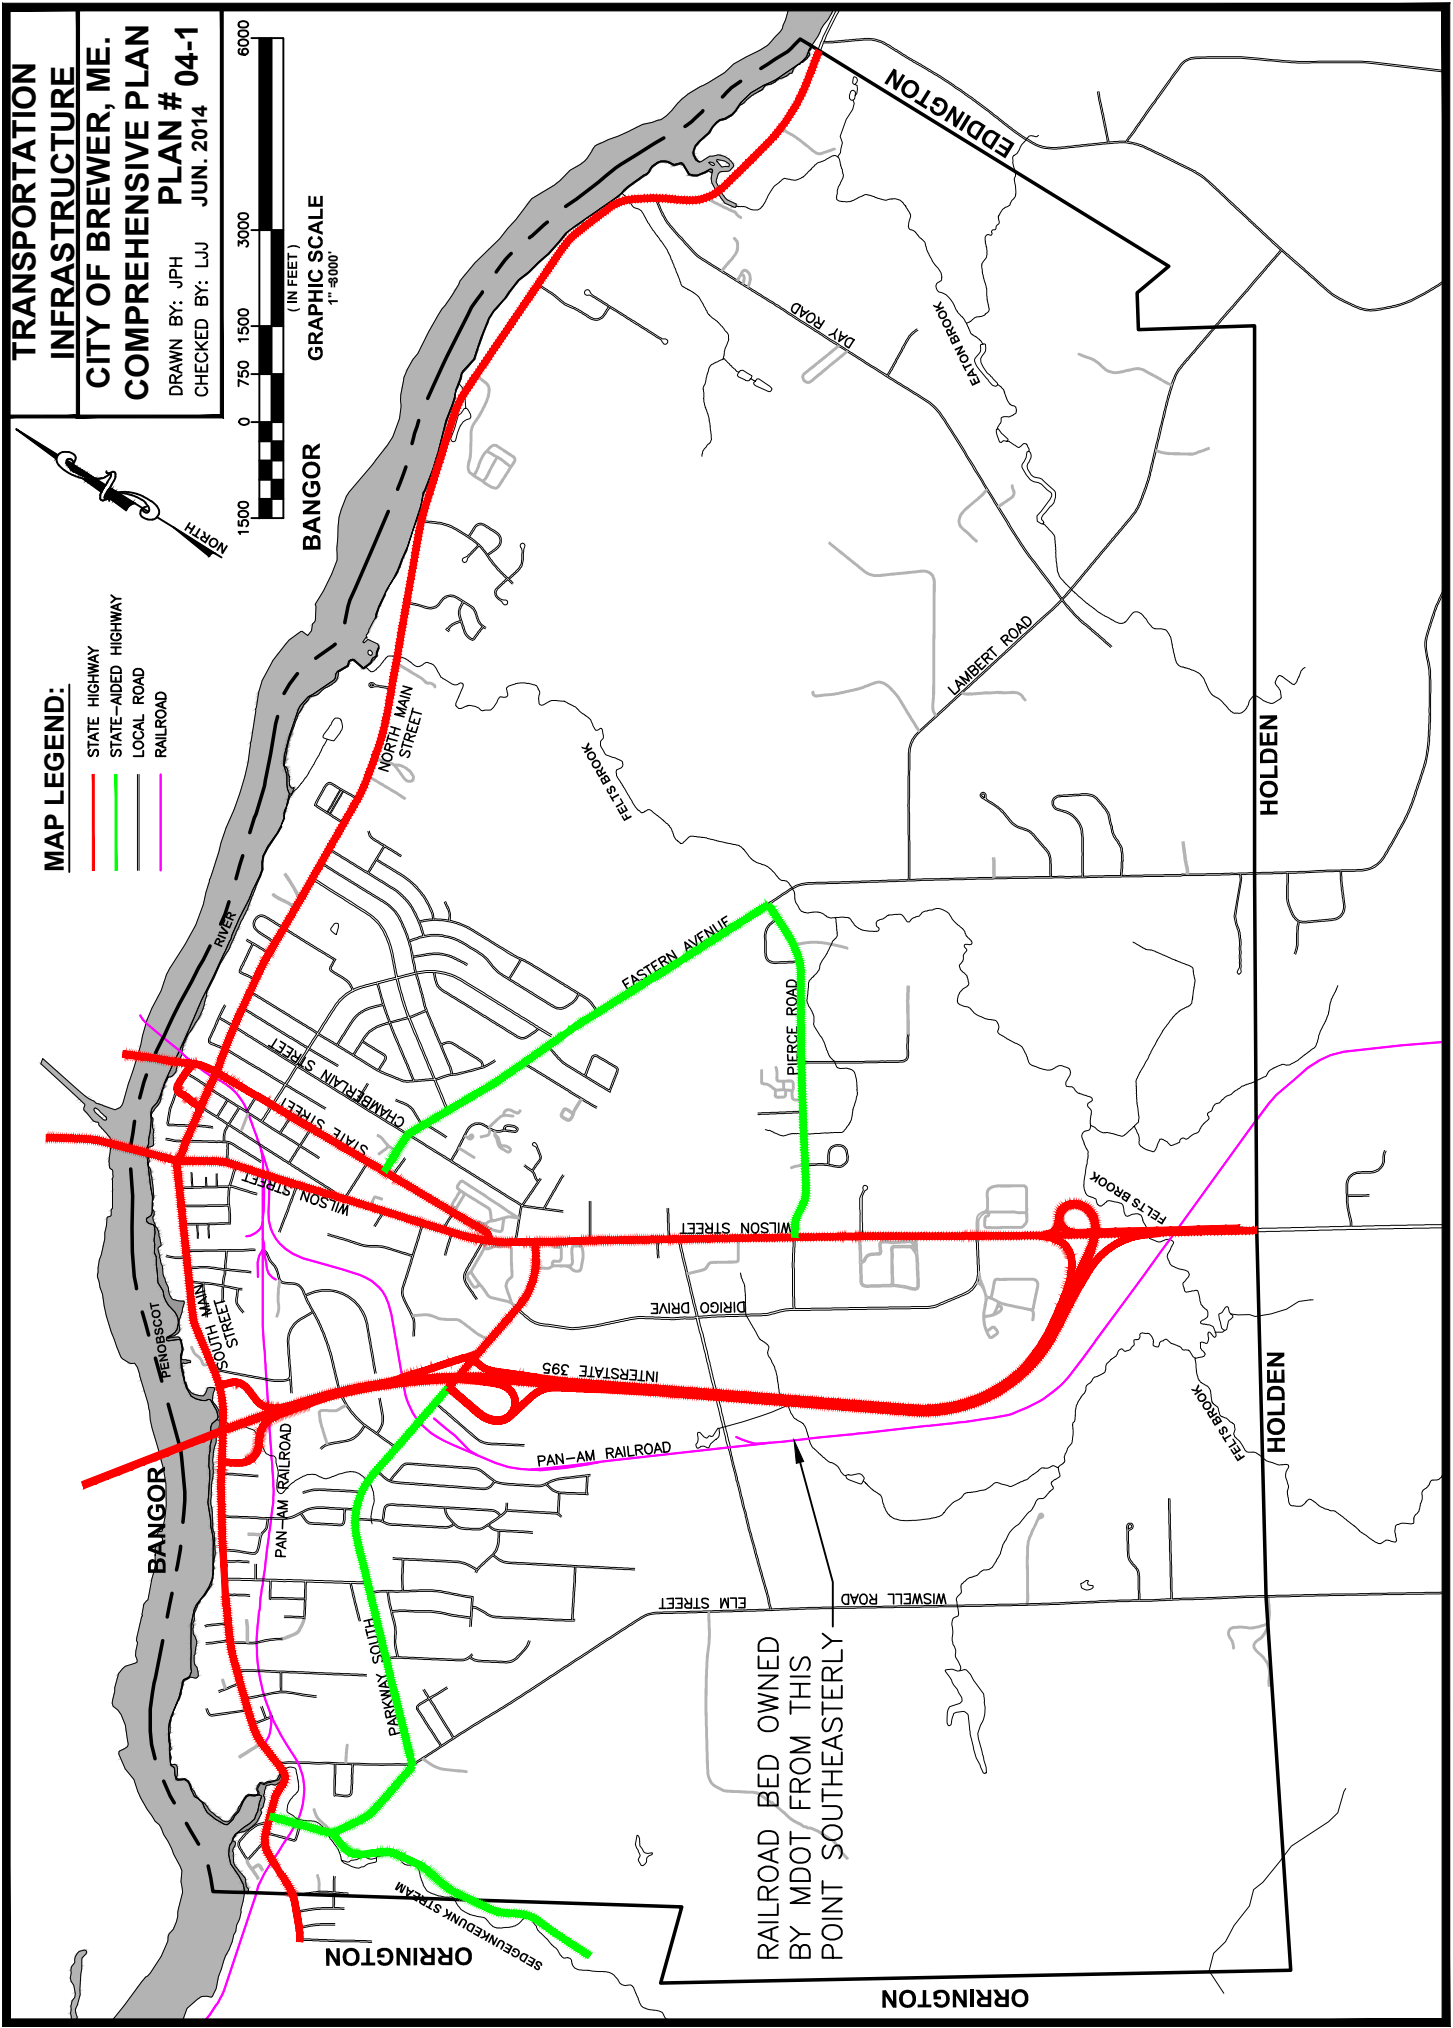 TRANSPORTATION
INFRASTRUCTURE
CITY OF BREWER, ME.
COMPREHENSIVE PLAN
PLAN # 04-1
DRAWN BY: JPH
CHECKED BY: LJJ
JUN. 2014
1500
0
750
1500
3000
6000
( IN FEET )
GRAPHIC SCALE
1" =3000'
NORTH
MAP LEGEND:
STATE HIGHWAY
STATE-AIDED HIGHWAY
LOCAL ROAD
RAILROAD
BANGOR
EDDINGTON
DAY ROAD
EATON BROOK
LAMBERT ROAD
HOLDEN
NORTH MAIN
STREET
FELTS BROOK
RIVER
EASTERN AVENUE
PIERCE ROAD
CHAMBERLAIN STREET
STATE STREET
WILSON STREET
WILSON STREET
FELTS BROOK
PENOBSCOT
SOUTH MAIN
STREET
DIRIGO DRIVE
INTERSTATE 395
HOLDEN
FELTS BROOK
PAN-AM RAILROAD
PAN-AM RAILROAD
BANGOR
PARKWAY SOUTH
ELM STREET
WISWELL ROAD
RAILROAD BED OWNED
BY MDOT FROM THIS
POINT SOUTHEASTERLY
SEDGEUNKEDUNK STREAM
ORRINGTON
ORRINGTON